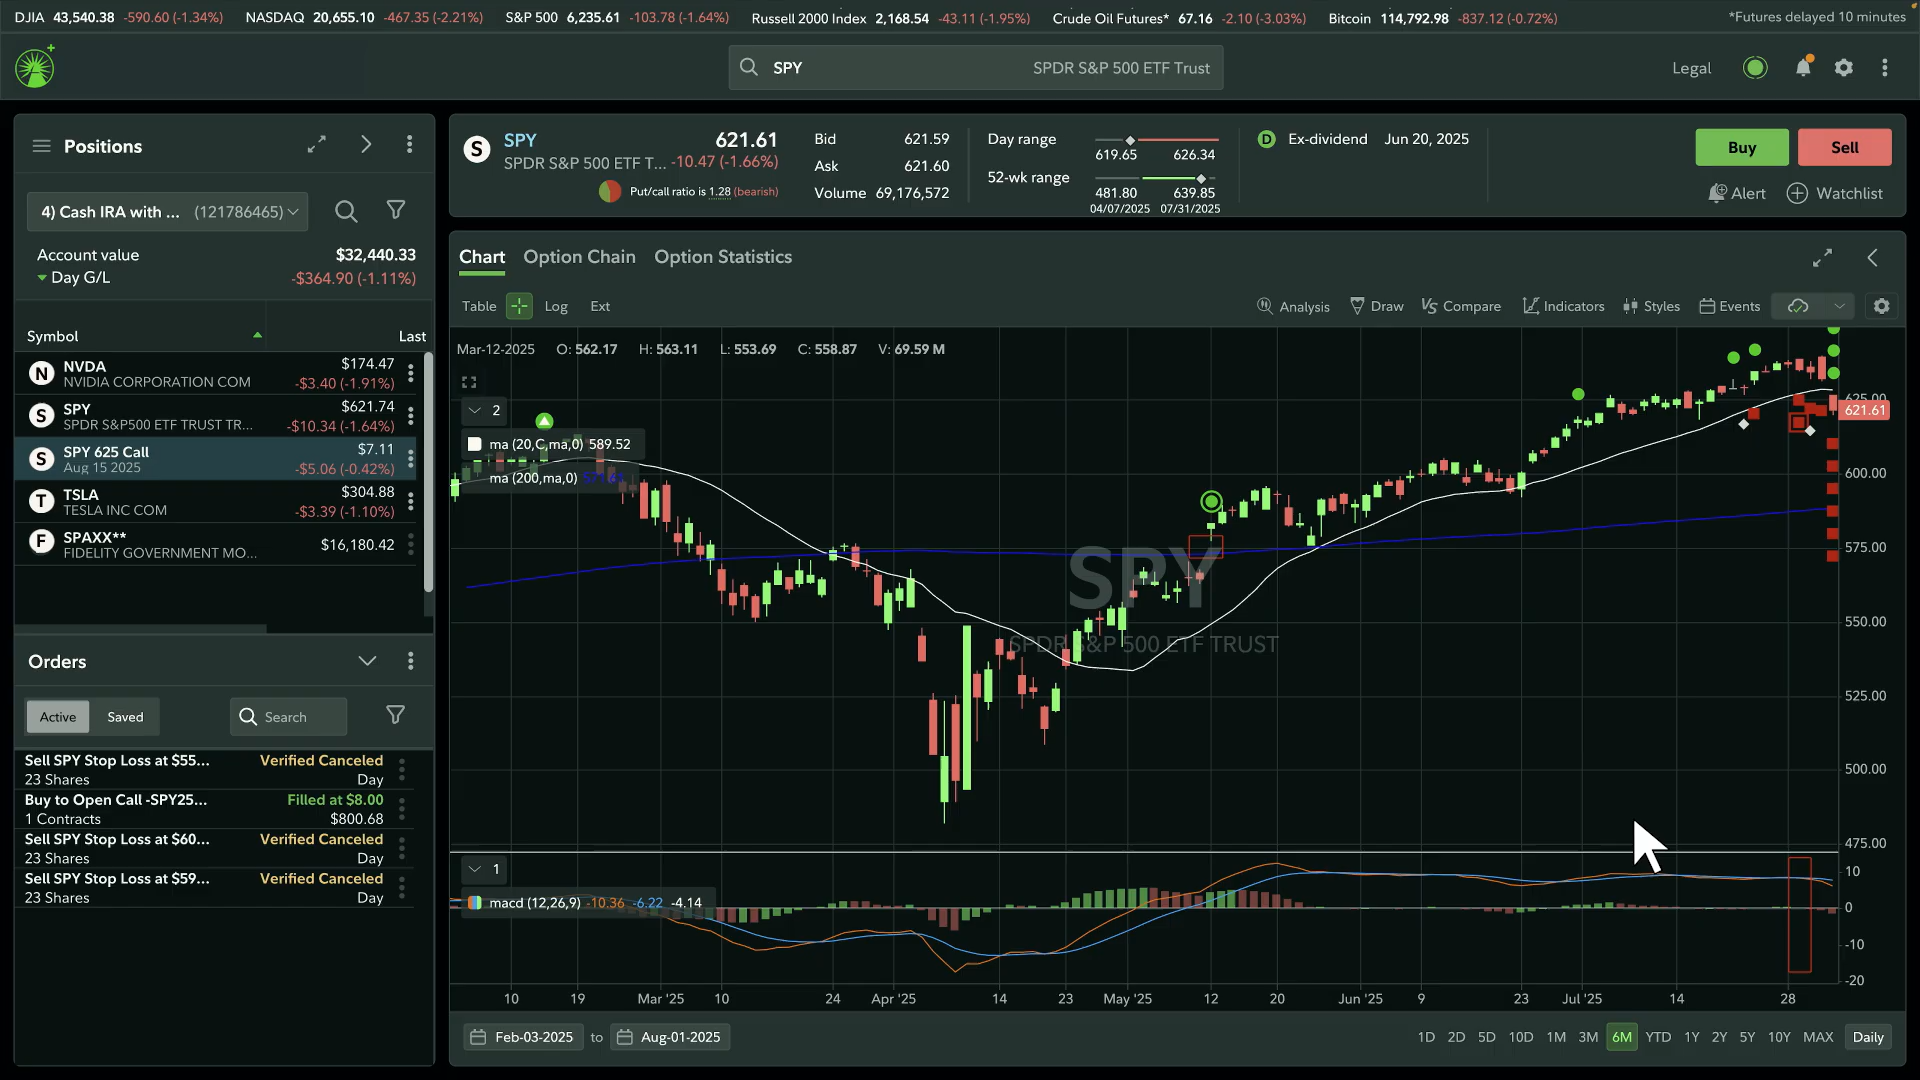 DJIA 43,540.38 -590.60 (-1.34%) NASDAQ 20,655.10 -467.35 (-2.21%) S&P 500 6,235.61 -103.78 (-1.64%) Russell 2000 Index 2,168.54 -43.11 (-1.95%) Crude Oil Futures* 67.16 -2.10 (-3.03%) Bitcoin 114,792.98 -837.12 (-0.72%) *Futures delayed 10 minutes
SPY SPDR S&P 500 ETF Trust Legal
Positions
4) Cash IRA with ... (121786465)
Account value $32,440.33
Day G/L -$364.90 (-1.11%)
Symbol Last
N NVDA $174.47
NVIDIA CORPORATION COM -$3.40 (-1.91%)
S SPY $621.74
SPDR S&P500 ETF TRUST TR... -$10.34 (-1.64%)
S SPY 625 Call $7.11
Aug 15 2025 -$5.06 (-0.42%)
T TSLA $304.88
TESLA INC COM -$3.39 (-1.10%)
F SPAXX** $16,180.42
FIDELITY GOVERNMENT MO...
Orders
Active Saved Search
Sell SPY Stop Loss at $55... Verified Canceled
23 Shares Day
Buy to Open Call -SPY25... Filled at $8.00
1 Contracts $800.68
Sell SPY Stop Loss at $60... Verified Canceled
23 Shares Day
Sell SPY Stop Loss at $59... Verified Canceled
23 Shares Day
S SPY 621.61
SPDR S&P 500 ETF T... -10.47 (-1.66%)
Put/call ratio is 1.28 (bearish)
Bid 621.59
Ask 621.60
Volume 69,176,572
Day range 619.65 626.34
52-wk range 481.80 639.85
04/07/2025 07/31/2025
D Ex-dividend Jun 20, 2025
Buy Sell
Alert Watchlist
Chart Option Chain Option Statistics
Table Log Ext Analysis Draw VS Compare Indicators Styles Events
Mar-12-2025 O: 562.17 H: 563.11 L: 553.69 C: 558.87 V: 69.59 M
2
ma (20,C,ma,0) 589.52
ma (200,ma,0)
SPY
SPDR S&P 500 ETF TRUST
625.00
621.61
600.00
575.00
550.00
525.00
500.00
475.00
1
macd (12,26,9) -10.36 -6.22 -4.14
10
0
-10
-20
10 19 Mar '25 10 24 Apr '25 14 23 May '25 12 20 Jun '25 9 23 Jul '25 14 28
Feb-03-2025 to Aug-01-2025 1D 2D 5D 10D 1M 3M 6M YTD 1Y 2Y 5Y 10Y MAX Daily